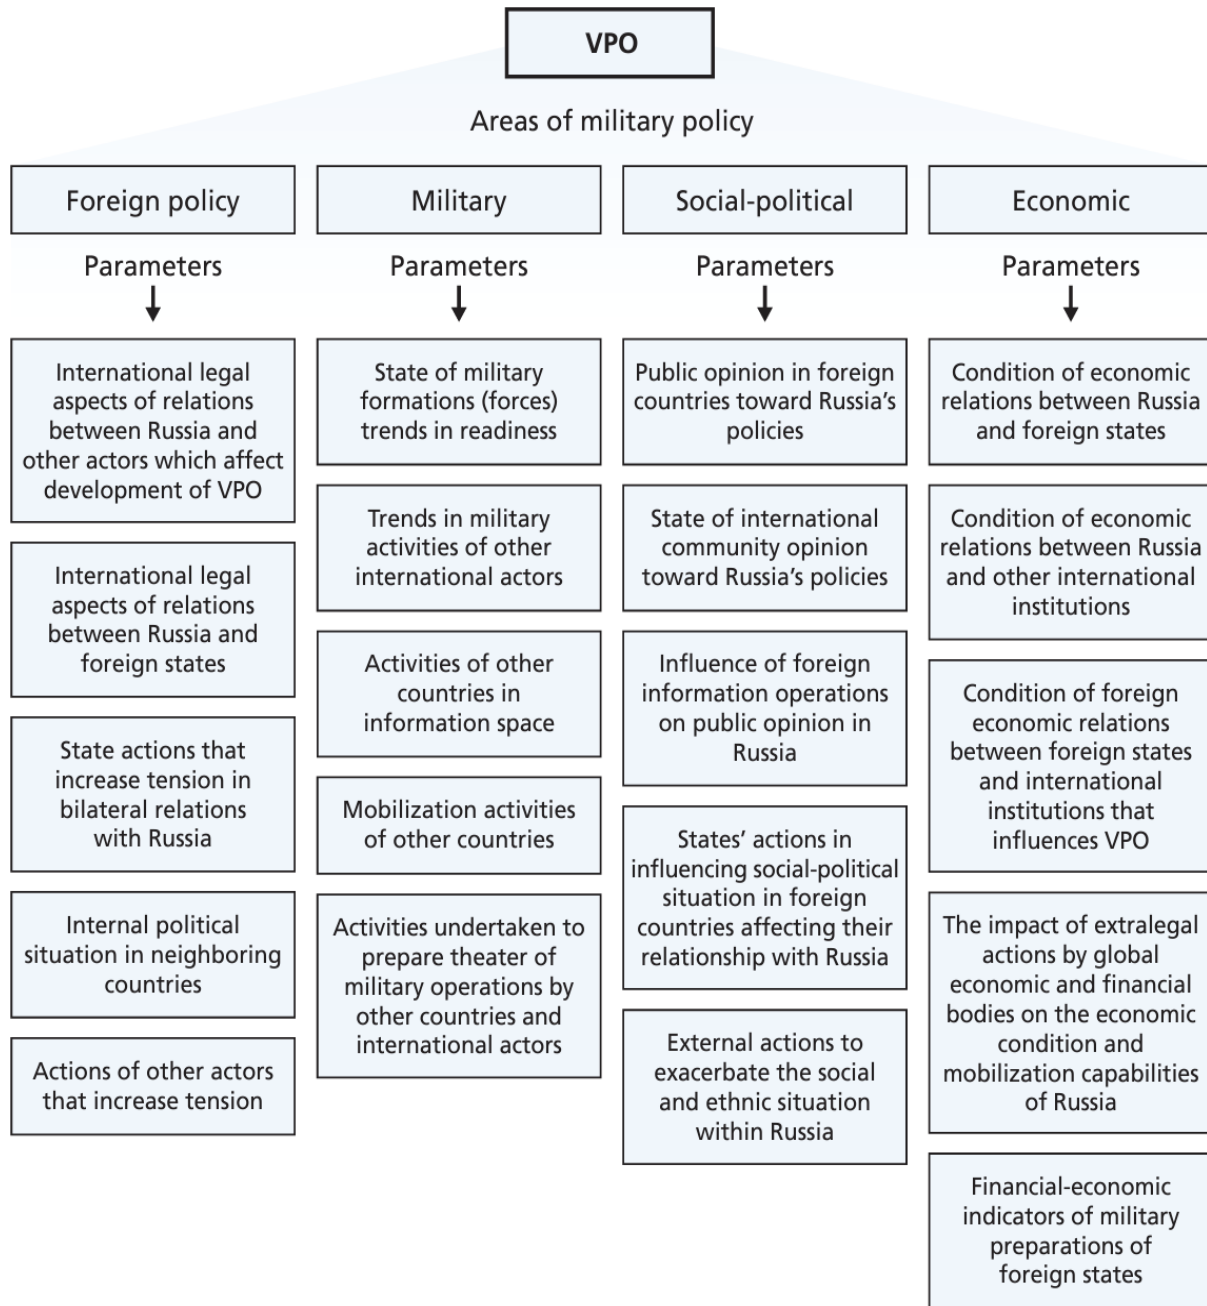 VPO
Areas of military policy
Foreign policy
Military
Social-political
Economic
Parameters
Parameters
Parameters
Parameters
International legal
aspects of relations
between Russia and
other actors which affect
development of VPO
International legal
aspects of relations
between Russia and
foreign states
State actions that
increase tension in
bilateral relations
with Russia
Internal political
situation in neighboring
countries
Actions of other actors
that increase tension
State of military
formations (forces)
trends in readiness
Trends in military
activities of other
international actors
Activities of other
countries in
information space
Mobilization activities
of other countries
Activities undertaken to
prepare theater of
military operations by
other countries and
international actors
Public opinion in foreign
countries toward Russia's
policies
State of international
community opinion
toward Russia's policies
Influence of foreign
information operations
on public opinion in
Russia
States' actions in
influencing social-political
situation in foreign
countries affecting their
relationship with Russia
External actions to
exacerbate the social
and ethnic situation
within Russia
Condition of economic
relations between Russia
and foreign states
Condition of economic
relations between Russia
and other international
institutions
Condition of foreign
economic relations
between foreign states
and international
institutions that
influences VPO
The impact of extralegal
actions by global
economic and financial
bodies on the economic
condition and
mobilization capabilities
of Russia
Financial-economic
indicators of military
preparations of
foreign states